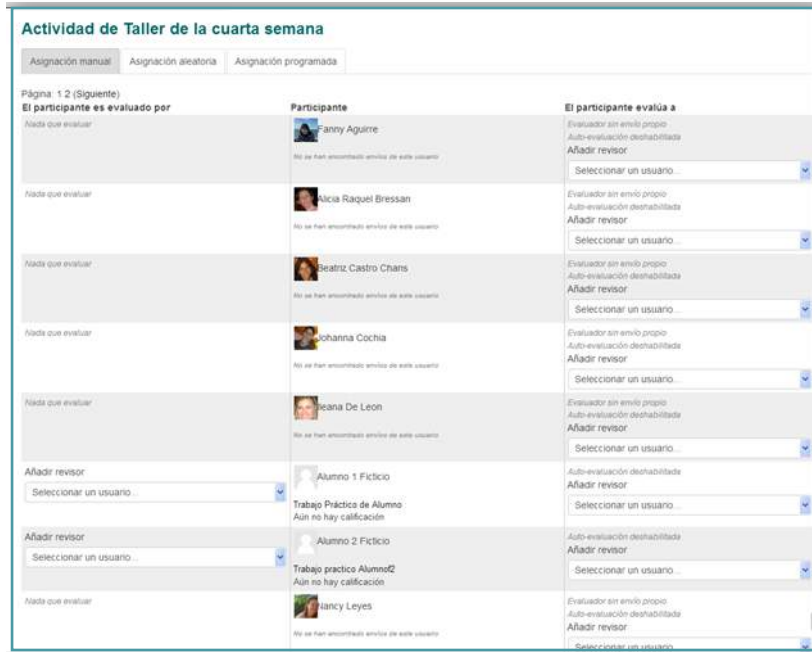 Actividad de Taller de la cuarta semana
Asignación manual Asignación aleatoria Asignación programada
Página: 1 2 (Siguiente)
El participante es evaluado por Participante El participante evalúa a
Nada que evaluar
Fanny Aguirre
No se han encontrado envíos de este usuario
Evaluador sin envío propio
Auto-evaluación deshabilitada
Añadir revisor
Seleccionar un usuario...
Nada que evaluar
Alicia Raquel Bressan
No se han encontrado envíos de este usuario
Evaluador sin envío propio
Auto-evaluación deshabilitada
Añadir revisor
Seleccionar un usuario...
Nada que evaluar
Beatriz Castro Chans
No se han encontrado envíos de este usuario
Evaluador sin envío propio
Auto-evaluación deshabilitada
Añadir revisor
Seleccionar un usuario...
Nada que evaluar
Johanna Cochia
No se han encontrado envíos de este usuario
Evaluador sin envío propio
Auto-evaluación deshabilitada
Añadir revisor
Seleccionar un usuario...
Nada que evaluar
Ileana De Leon
No se han encontrado envíos de este usuario
Evaluador sin envío propio
Auto-evaluación deshabilitada
Añadir revisor
Seleccionar un usuario...
Añadir revisor
Seleccionar un usuario...
Alumno 1 Ficticio
Trabajo Práctico de Alumno
Aún no hay calificación
Auto-evaluación deshabilitada
Añadir revisor
Seleccionar un usuario...
Añadir revisor
Seleccionar un usuario...
Alumno 2 Ficticio
Trabajo practico Alumnof2
Aún no hay calificación
Auto-evaluación deshabilitada
Añadir revisor
Seleccionar un usuario...
Nada que evaluar
Nancy Leyes
No se han encontrado envíos de este usuario
Evaluador sin envío propio
Auto-evaluación deshabilitada
Añadir revisor
Seleccionar un usuario...